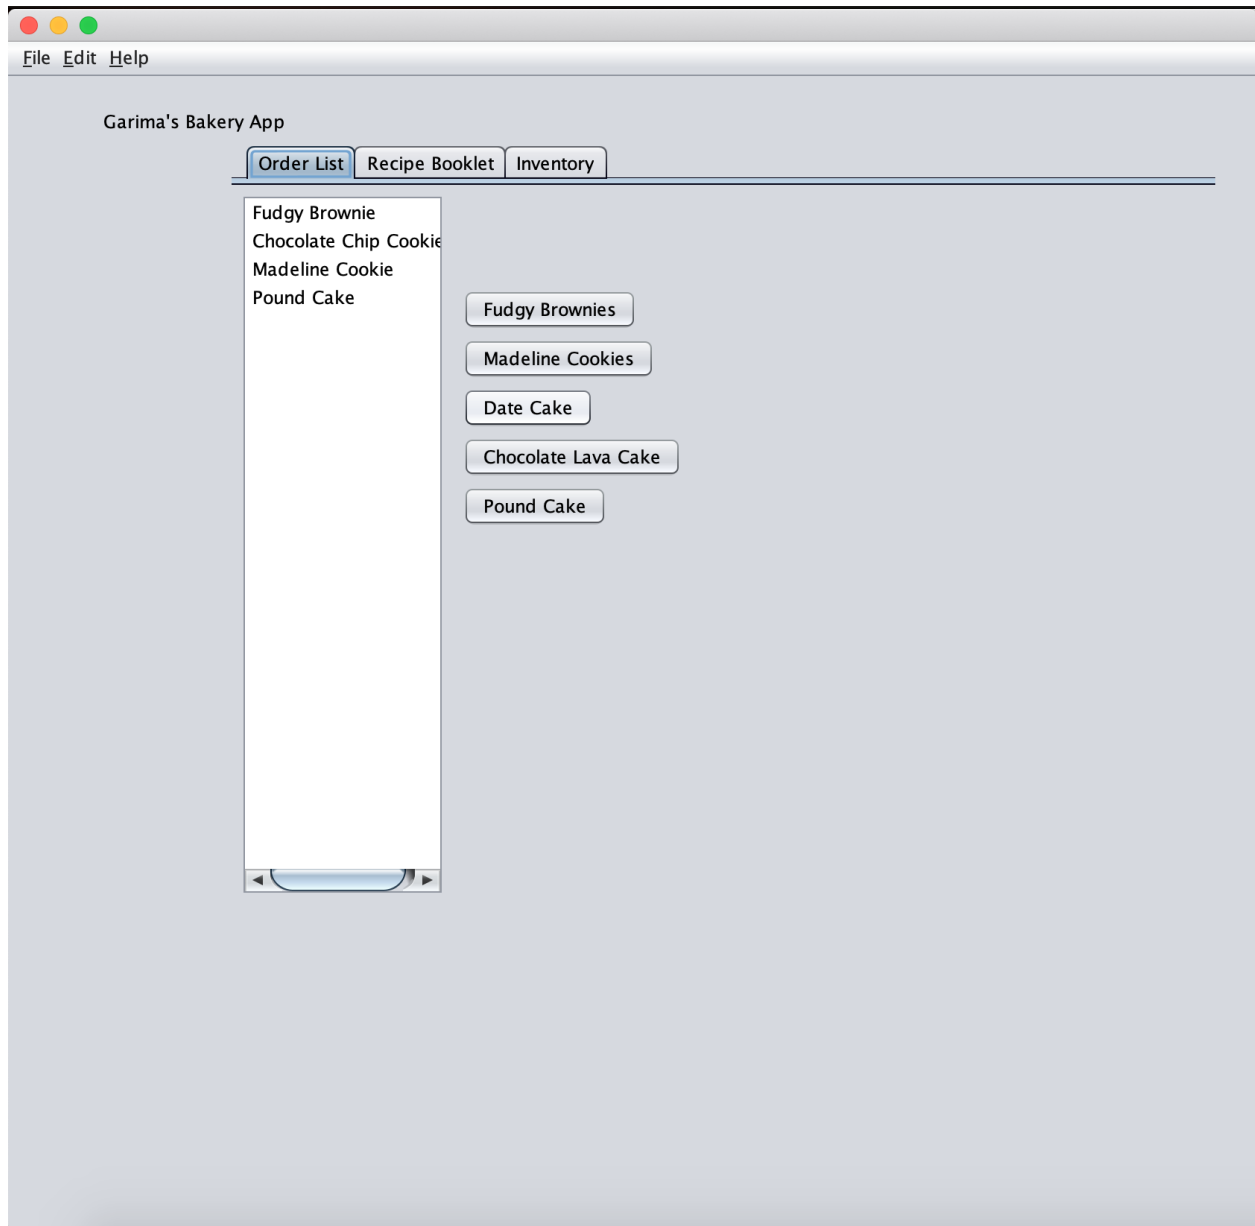 File Edit Help
Garima's Bakery App
Order List Recipe Booklet Inventory
Fudgy Brownie
Chocolate Chip Cookie
Madeline Cookie
Pound Cake
Fudgy Brownies
Madeline Cookies
Date Cake
Chocolate Lava Cake
Pound Cake